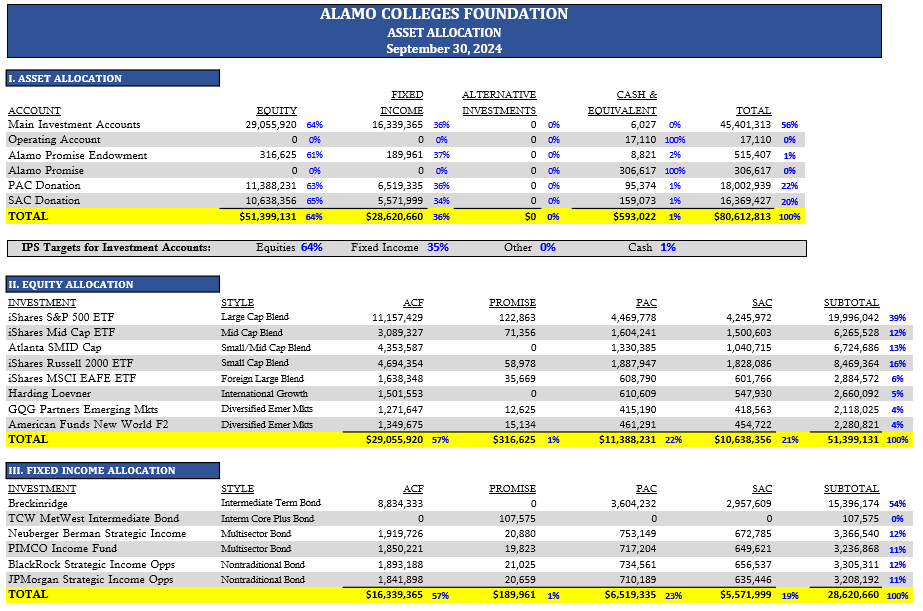 ALAMO COLLEGES FOUNDATION
ASSET ALLOCATION
September 30, 2024
I. ASSET ALLOCATION
FIXED ALTERNATIVE CASH &
ACCOUNT EQUITY INCOME INVESTMENTS EQUIVALENT TOTAL
Main Investment Accounts 29,055,920 64% 16,339,365 36% 0 0% 6,027 0% 45,401,313 56%
Operating Account 0 0% 0 0% 0 0% 17,110 100% 17,110 0%
Alamo Promise Endowment 316,625 61% 189,961 37% 0 0% 8,821 2% 515,407 1%
Alamo Promise 0 0% 0 0% 0 0% 306,617 100% 306,617 0%
PAC Donation 11,388,231 63% 6,519,335 36% 0 0% 95,374 1% 18,002,939 22%
SAC Donation 10,638,356 65% 5,571,999 34% 0 0% 159,073 1% 16,369,427 20%
TOTAL $51,399,131 64% $28,620,660 36% $0 0% $593,022 1% $80,612,813 100%
IPS Targets for Investment Accounts: Equities 64% Fixed Income 35% Other 0% Cash 1%
II. EQUITY ALLOCATION
INVESTMENT STYLE ACF PROMISE PAC SAC SUBTOTAL
iShares S&P 500 ETF Large Cap Blend 11,157,429 122,863 4,469,778 4,245,972 19,996,042 39%
iShares Mid Cap ETF Mid Cap Blend 3,089,327 71,356 1,604,241 1,500,603 6,265,528 12%
Atlanta SMID Cap Small/Mid Cap Blend 4,353,587 0 1,330,385 1,040,715 6,724,686 13%
iShares Russell 2000 ETF Small Cap Blend 4,694,354 58,978 1,887,947 1,828,086 8,469,364 16%
iShares MSCI EAFE ETF Foreign Large Blend 1,638,348 35,669 608,790 601,766 2,884,572 6%
Harding Loevner International Growth 1,501,553 0 610,609 547,930 2,660,092 5%
GQG Partners Emerging Mkts Diversified Emer Mkts 1,271,647 12,625 415,190 418,563 2,118,025 4%
American Funds New World F2 Diversified Emer Mkts 1,349,675 15,134 461,291 454,722 2,280,821 4%
TOTAL $29,055,920 57% $316,625 1% $11,388,231 22% $10,638,356 21% 51,399,131 100%
III. FIXED INCOME ALLOCATION
INVESTMENT STYLE ACF PROMISE PAC SAC SUBTOTAL
Breckinridge Intermediate Term Bond 8,834,333 0 3,604,232 2,957,609 15,396,174 54%
TCW MetWest Intermediate Bond Interm Core Plus Bond 0 107,575 0 0 107,575 0%
Neuberger Berman Strategic Income Multisector Bond 1,919,726 20,880 753,149 672,785 3,366,540 12%
PIMCO Income Fund Multisector Bond 1,850,221 19,823 717,204 649,621 3,236,868 11%
BlackRock Strategic Income Opps Nontraditional Bond 1,893,188 21,025 734,561 656,537 3,305,311 12%
JPMorgan Strategic Income Opps Nontraditional Bond 1,841,898 20,659 710,189 635,446 3,208,192 11%
TOTAL $16,339,365 57% $189,961 1% $6,519,335 23% $5,571,999 19% 28,620,660 100%